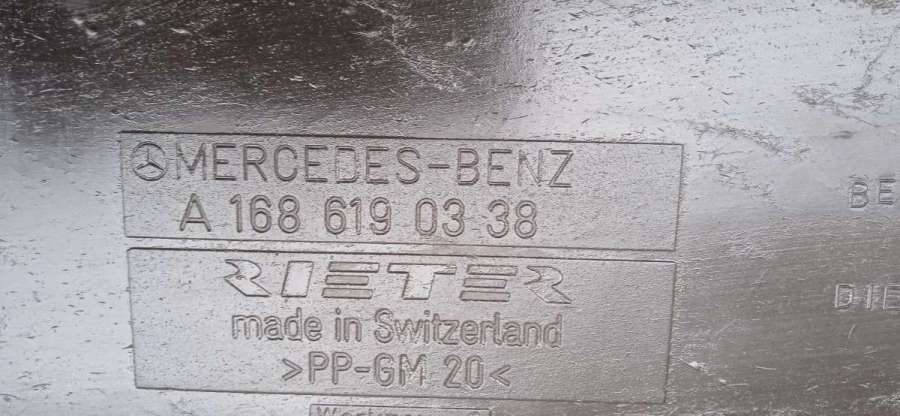 MERCEDES-BENZ
A 168 619 03 38
RIETER
made in Switzerland
>PP-GM 20<